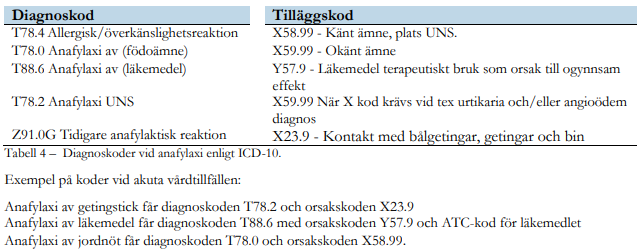 Diagnoskod Tilläggskod
T78.4 Allergisk/överkänslighetsreaktion X58.99 - Känt ämne, plats UNS.
T78.0 Anafylaxi av (födoämne) X59.99 - Okänt ämne
T88.6 Anafylaxi av (läkemedel) Y57.9 - Läkemedel terapeutiskt bruk som orsak till ogynnsam
effekt
T78.2 Anafylaxi UNS X59.99 När X kod krävs vid tex urtikaria och/eller angioödem
diagnos
Z91.0G Tidigare anafylaktisk reaktion X23.9 - Kontakt med bålgetingar, getingar och bin
Tabell 4 – Diagnoskoder vid anafylaxi enligt ICD-10.
Exempel på koder vid akuta vårdtillfällen:
Anafylaxi av getingstick får diagnoskoden T78.2 och orsakskoden X23.9
Anafylaxi av läkemedel får diagnoskoden T88.6 med orsakskoden Y57.9 och ATC-kod för läkemedlet
Anafylaxi av jordnöt får diagnoskoden T78.0 och orsakskoden X58.99.